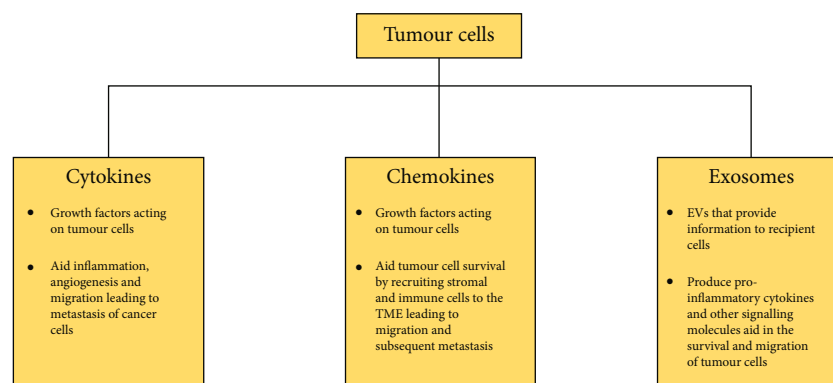 Tumour cells
Cytokines
• Growth factors acting
on tumour cells
• Aid inflammation,
angiogenesis and
migration leading to
metastasis of cancer
cells
Chemokines
• Growth factors acting
on tumour cells
• Aid tumour cell survival
by recruiting stromal
and immune cells to the
TME leading to
migration and
subsequent metastasis
Exosomes
• EVs that provide
information to recipient
cells
• Produce pro-
inflammatory cytokines
and other signalling
molecules aid in the
survival and migration
of tumour cells